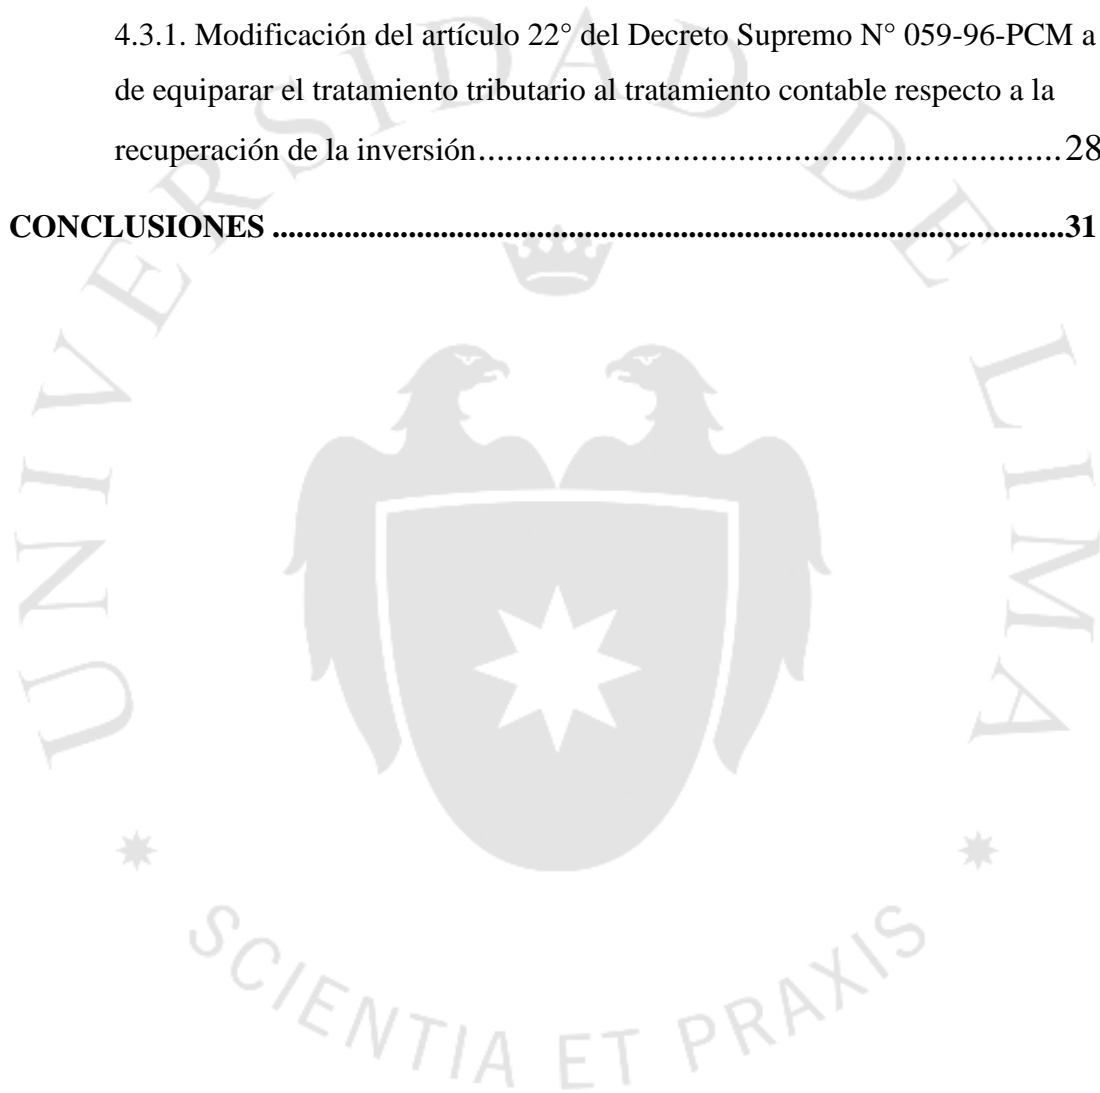 4.3.1. Modificación del artículo 22° del Decreto Supremo N° 059-96-PCM a
de equiparar el tratamiento tributario al tratamiento contable respecto a la
recuperación de la inversión...............................................................28
CONCLUSIONES ....................................................................................................31
UNIVERSIDAD DE LIMA
SCIENTIA ET PRAXIS